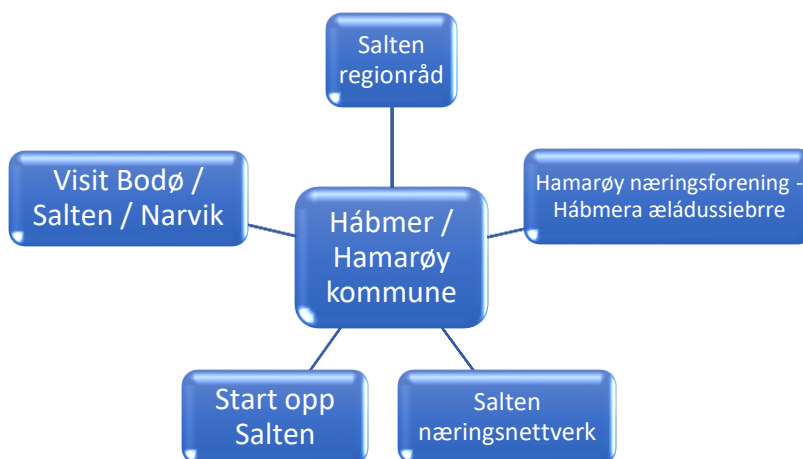 Salten
regionråd
Visit Bodø /
Salten / Narvik
Hamarøy næringsforening -
Hábmera æládussiebrre
Hábmer /
Hamarøy
kommune
Start opp
Salten
Salten
næringsnettverk